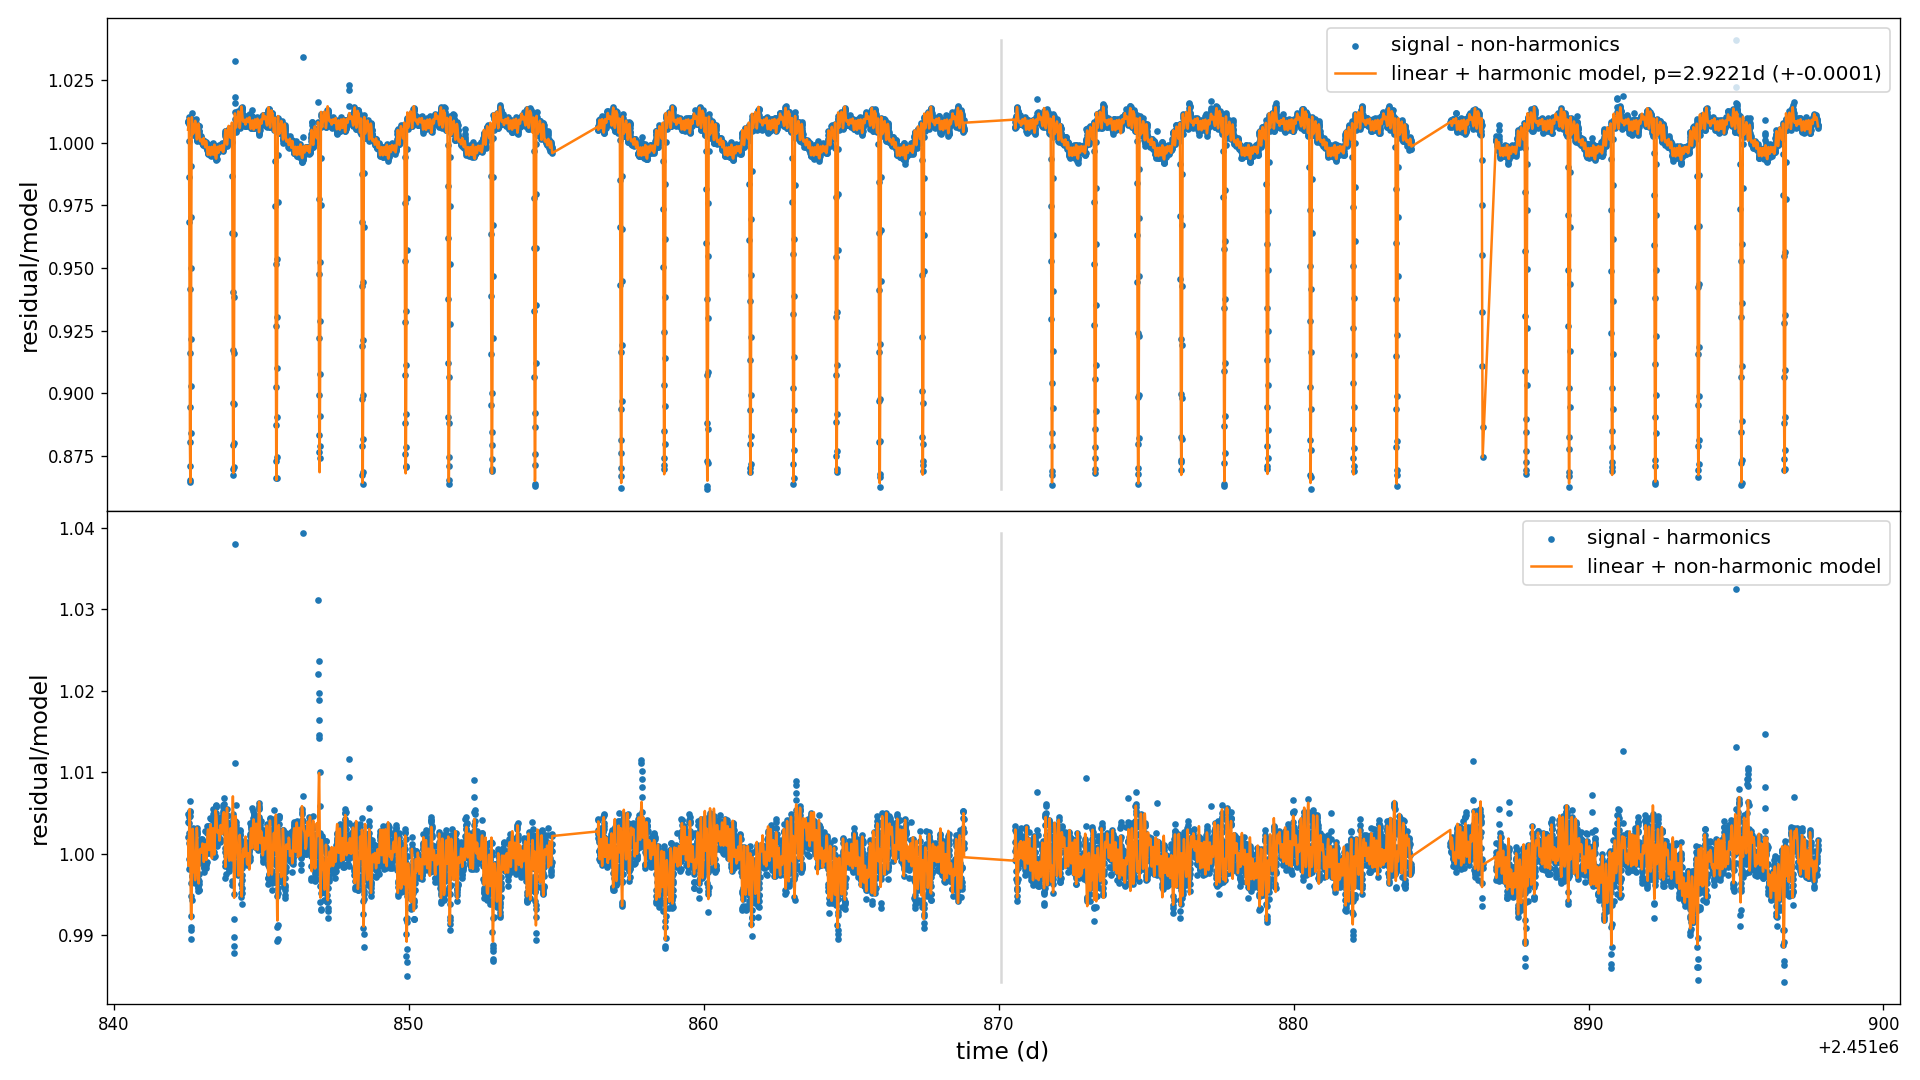 signal - non-harmonics
linear + harmonic model, p=2.9221d (+-0.0001)
1.025
1.000
0.975
0.950
0.925
0.900
0.875
residual/model
signal - harmonics
linear + non-harmonic model
1.04
1.03
1.02
1.01
1.00
0.99
residual/model
840
850
860
870
880
890
900
time (d)
+2.451e6